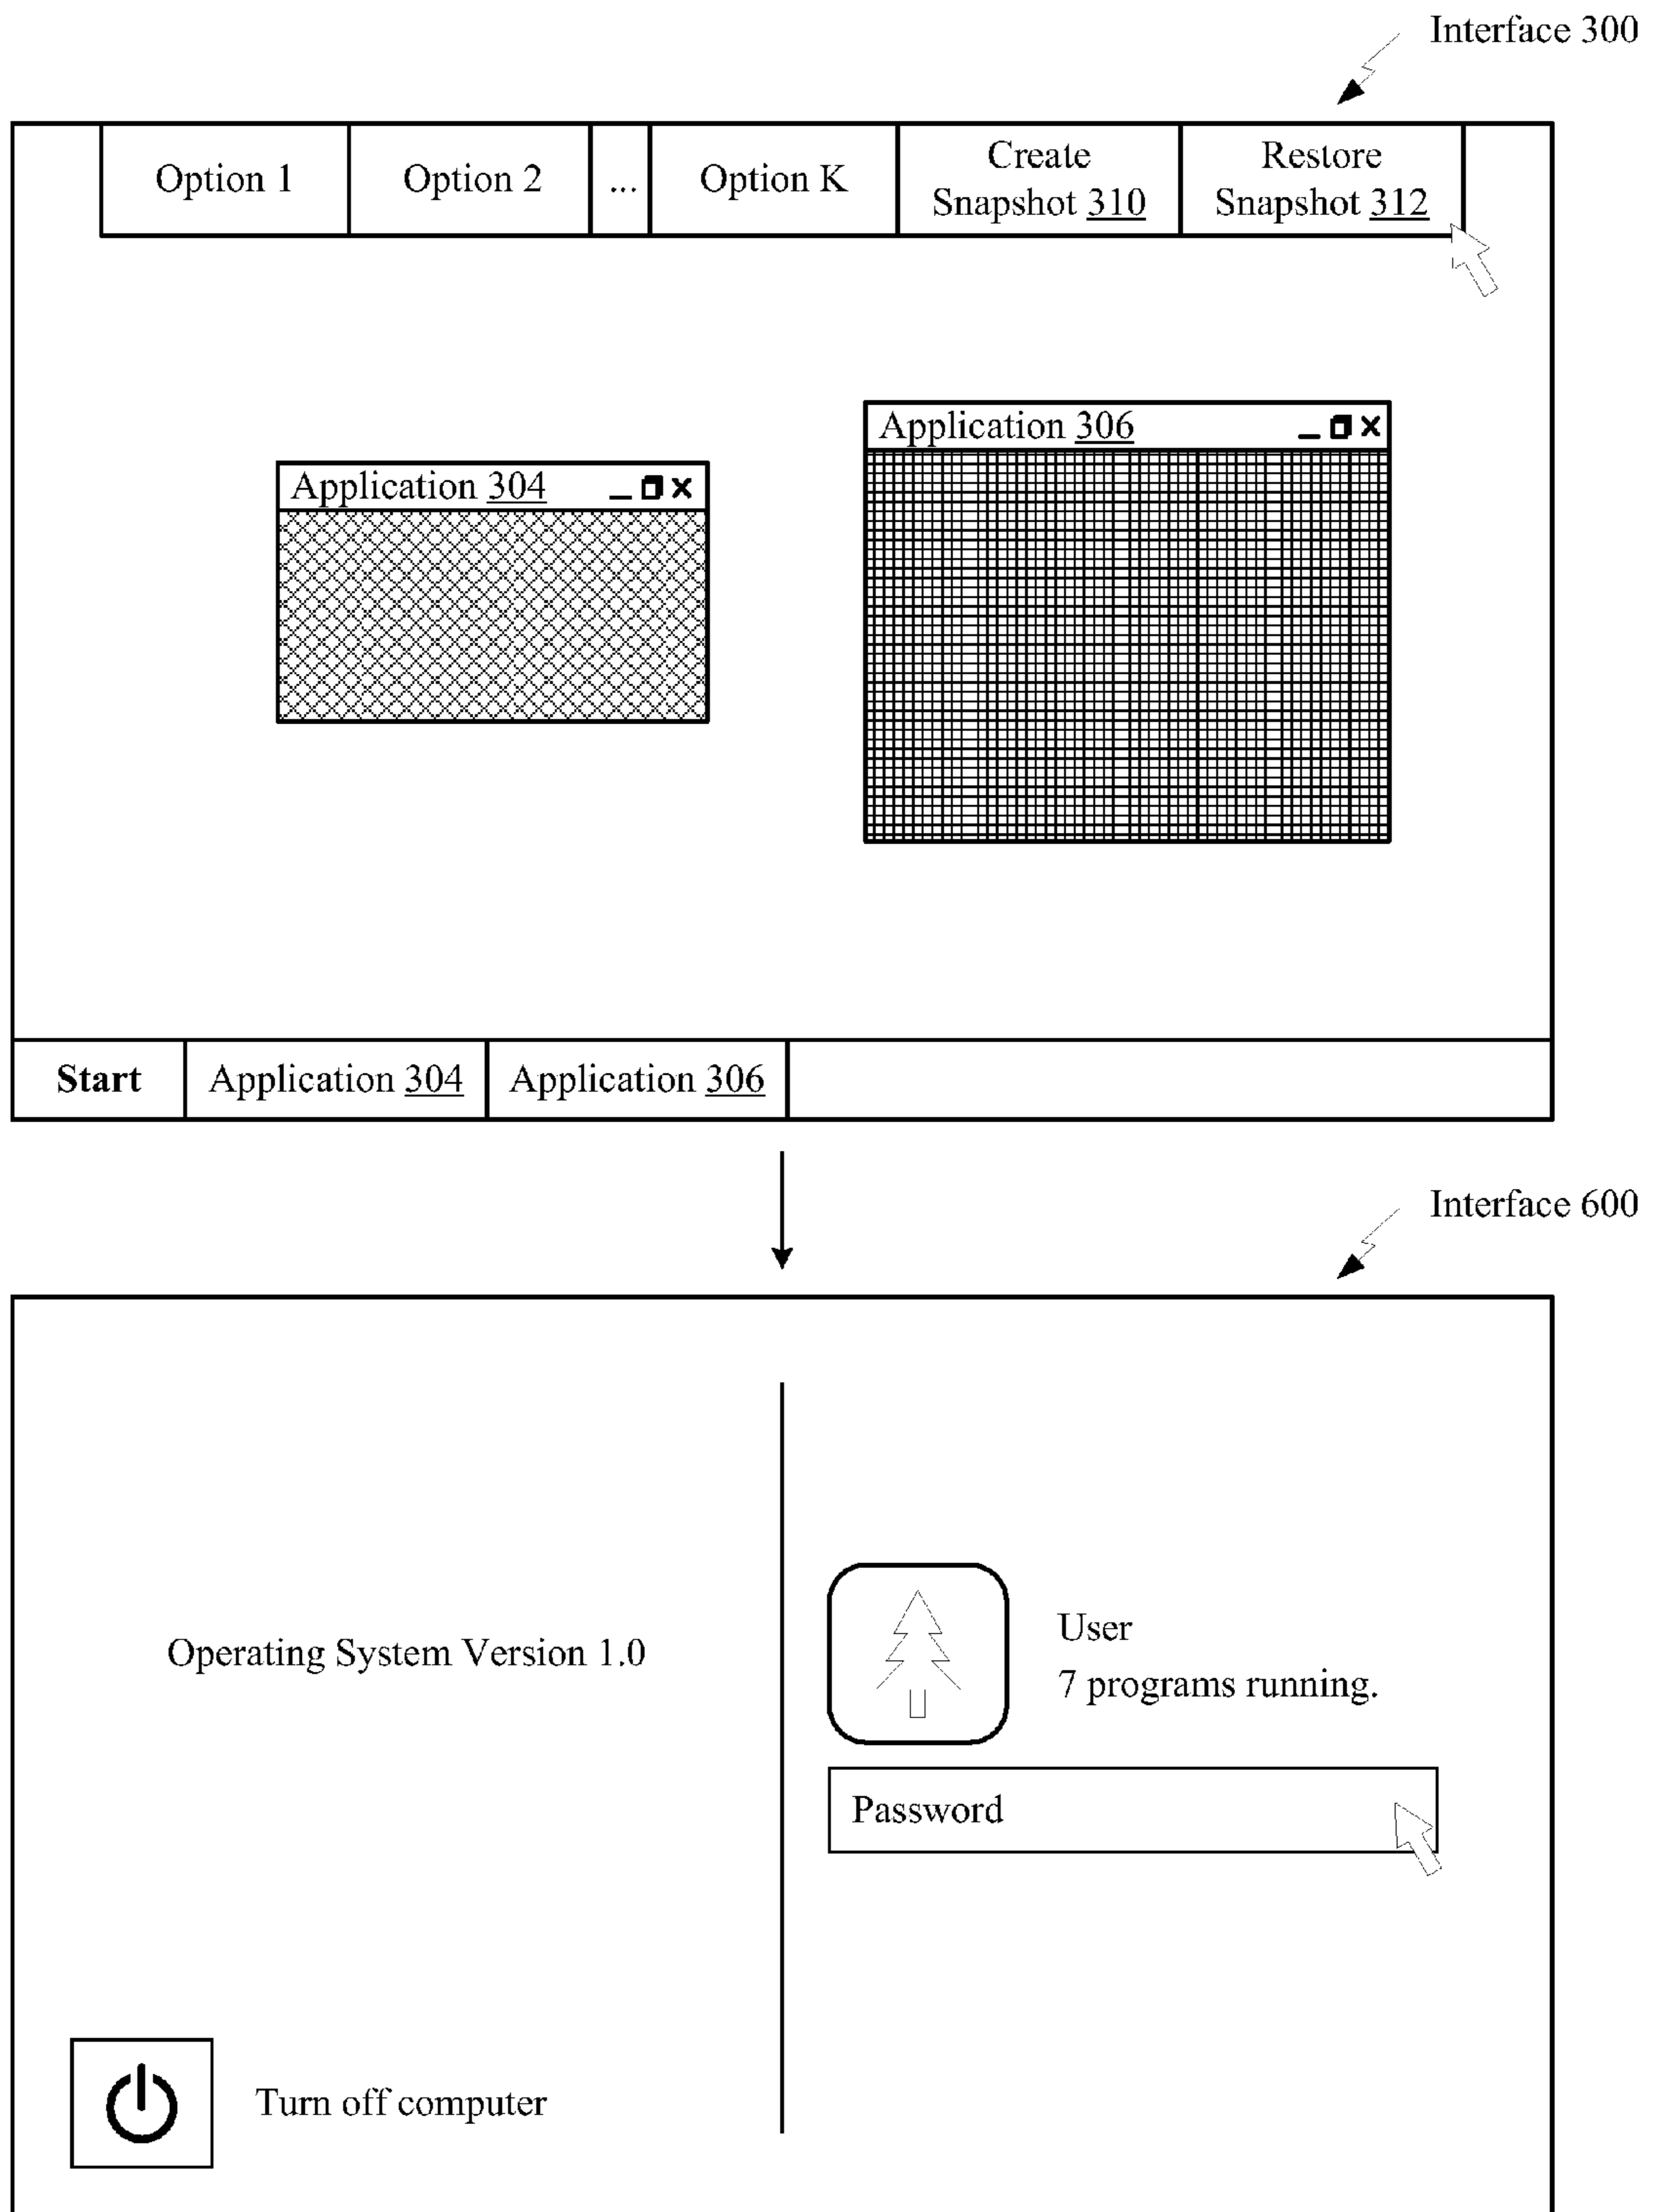 Interface 300
Option 1
Option 2
...
Option K
Create
Snapshot 310
Restore
Snapshot 312
Application 304
Application 306
Start
Application 304
Application 306
Interface 600
Operating System Version 1.0
User
7 programs running.
Password
Turn off computer